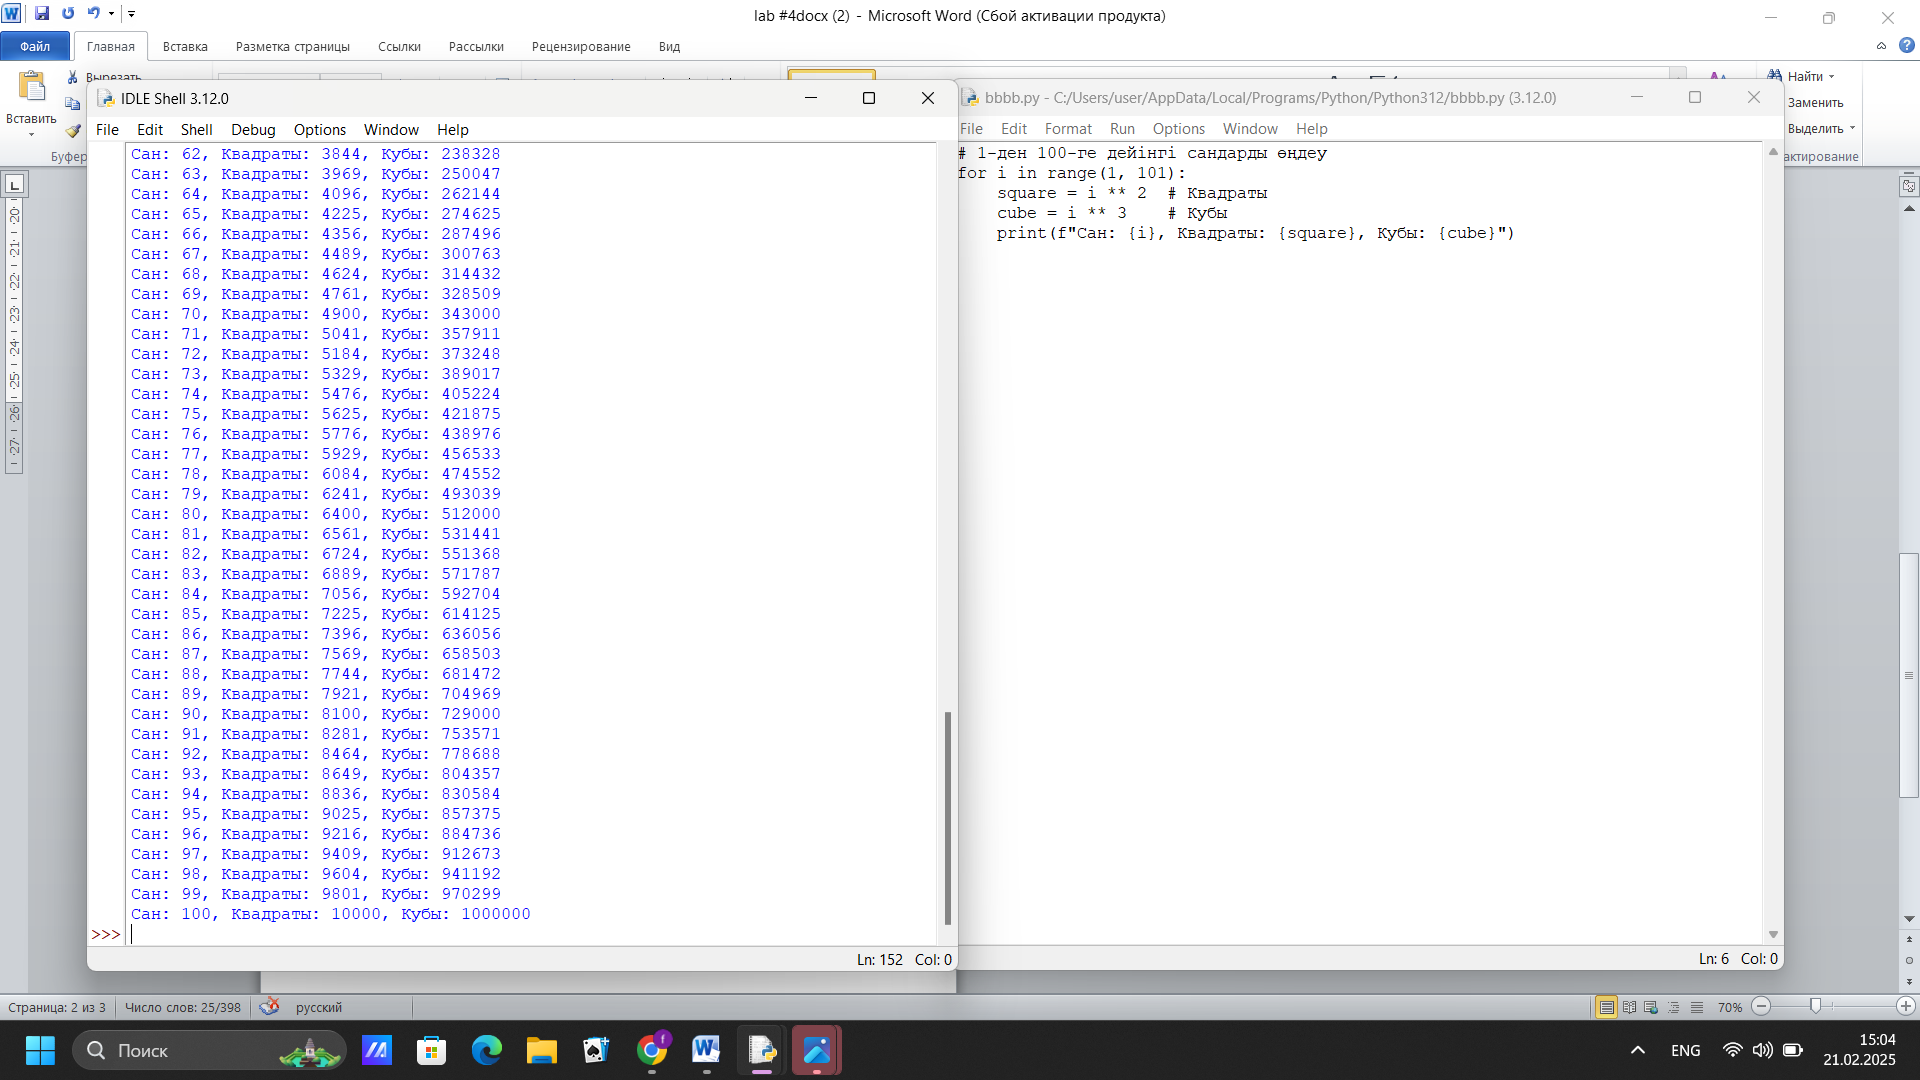 lab #4docx (2) - Microsoft Word (Сбой активации продукта)
Файл Главная Вставка Разметка страницы Ссылки Рассылки Рецензирование Вид
Вырезать
Вставить
Буфер
Найти
Заменить
Выделить
актирование
IDLE Shell 3.12.0
File Edit Shell Debug Options Window Help
Сан: 62, Квадраты: 3844, Кубы: 238328
Сан: 63, Квадраты: 3969, Кубы: 250047
Сан: 64, Квадраты: 4096, Кубы: 262144
Сан: 65, Квадраты: 4225, Кубы: 274625
Сан: 66, Квадраты: 4356, Кубы: 287496
Сан: 67, Квадраты: 4489, Кубы: 300763
Сан: 68, Квадраты: 4624, Кубы: 314432
Сан: 69, Квадраты: 4761, Кубы: 328509
Сан: 70, Квадраты: 4900, Кубы: 343000
Сан: 71, Квадраты: 5041, Кубы: 357911
Сан: 72, Квадраты: 5184, Кубы: 373248
Сан: 73, Квадраты: 5329, Кубы: 389017
Сан: 74, Квадраты: 5476, Кубы: 405224
Сан: 75, Квадраты: 5625, Кубы: 421875
Сан: 76, Квадраты: 5776, Кубы: 438976
Сан: 77, Квадраты: 5929, Кубы: 456533
Сан: 78, Квадраты: 6084, Кубы: 474552
Сан: 79, Квадраты: 6241, Кубы: 493039
Сан: 80, Квадраты: 6400, Кубы: 512000
Сан: 81, Квадраты: 6561, Кубы: 531441
Сан: 82, Квадраты: 6724, Кубы: 551368
Сан: 83, Квадраты: 6889, Кубы: 571787
Сан: 84, Квадраты: 7056, Кубы: 592704
Сан: 85, Квадраты: 7225, Кубы: 614125
Сан: 86, Квадраты: 7396, Кубы: 636056
Сан: 87, Квадраты: 7569, Кубы: 658503
Сан: 88, Квадраты: 7744, Кубы: 681472
Сан: 89, Квадраты: 7921, Кубы: 704969
Сан: 90, Квадраты: 8100, Кубы: 729000
Сан: 91, Квадраты: 8281, Кубы: 753571
Сан: 92, Квадраты: 8464, Кубы: 778688
Сан: 93, Квадраты: 8649, Кубы: 804357
Сан: 94, Квадраты: 8836, Кубы: 830584
Сан: 95, Квадраты: 9025, Кубы: 857375
Сан: 96, Квадраты: 9216, Кубы: 884736
Сан: 97, Квадраты: 9409, Кубы: 912673
Сан: 98, Квадраты: 9604, Кубы: 941192
Сан: 99, Квадраты: 9801, Кубы: 970299
Сан: 100, Квадраты: 10000, Кубы: 1000000
>>>
Ln: 152 Col: 0
bbbb.py - C:/Users/user/AppData/Local/Programs/Python/Python312/bbbb.py (3.12.0)
File Edit Format Run Options Window Help
# 1-ден 100-ге дейінгі сандарды өңдеу
for i in range(1, 101):
    square = i ** 2  # Квадраты
    cube = i ** 3    # Кубы
    print(f"Сан: {i}, Квадраты: {square}, Кубы: {cube}")
Ln: 6 Col: 0
20
21
22
23
24
25
26
27
Страница: 2 из 3 Число слов: 25/398 русский 70%
Поиск
ENG
15:04
21.02.2025